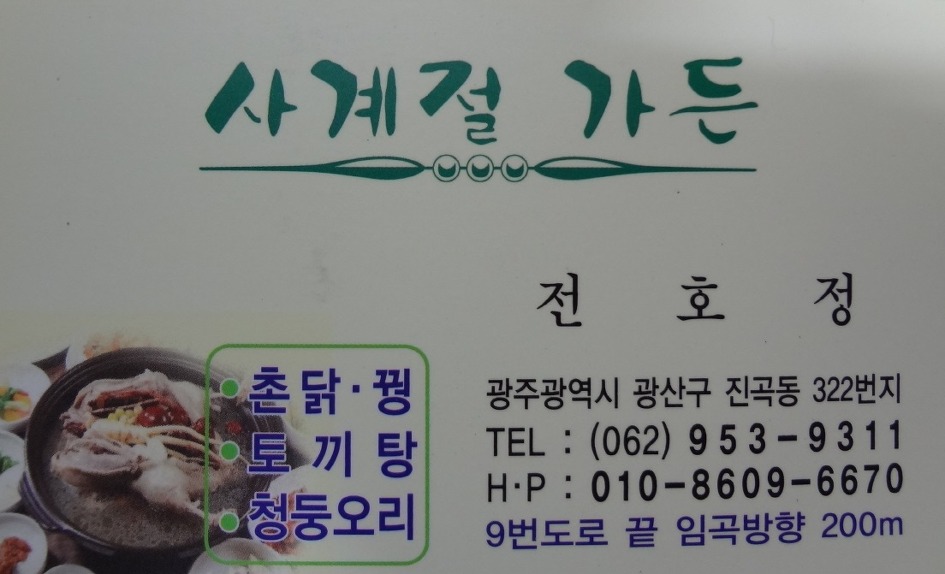 사계절 가든
전 호 정
• 촌닭·꿩
• 토끼탕
• 청둥오리
광주광역시 광산구 진곡동 322번지
TEL : (062) 953-9311
H·P : 010-8609-6670
9번도로 끝 임곡방향 200m